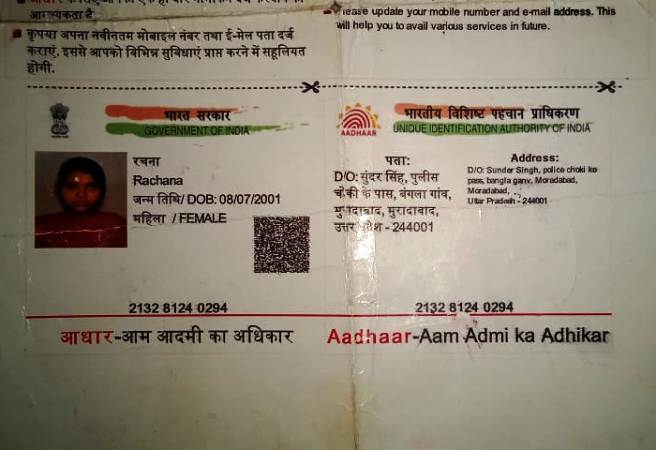 आवश्यकता है
कृपया अपना नवीनतम मोबाइल नंबर तथा ई-मेल पता दर्ज
कराएं. इससे आपको विभिन्न सुविधाएं प्राप्त करने में सहूलियत
होगी.
Please update your mobile number and e-mail address. This
will help you to avail various services in future.
भारत सरकार
GOVERNMENT OF INDIA
रचना
Rachana
जन्म तिथि/ DOB: 08/07/2001
महिला / FEMALE
2132 8124 0294
आधार-आम आदमी का अधिकार
भारतीय विशिष्ट पहचान प्राधिकरण
UNIQUE IDENTIFICATION AUTHORITY OF INDIA
AADHAAR
पता:
D/O: सुंदर सिंह, पुलीस
चौकी के पास, बंगला गांव,
मुरादाबाद, मुरादाबाद,
उत्तर प्रदेश - 244001
Address:
D/O: Sunder Singh, police choki ke
pass, bangla ganv, Moradabad,
Moradabad,
Uttar Pradesh - 244001
2132 8124 0294
Aadhaar-Aam Admi ka Adhikar